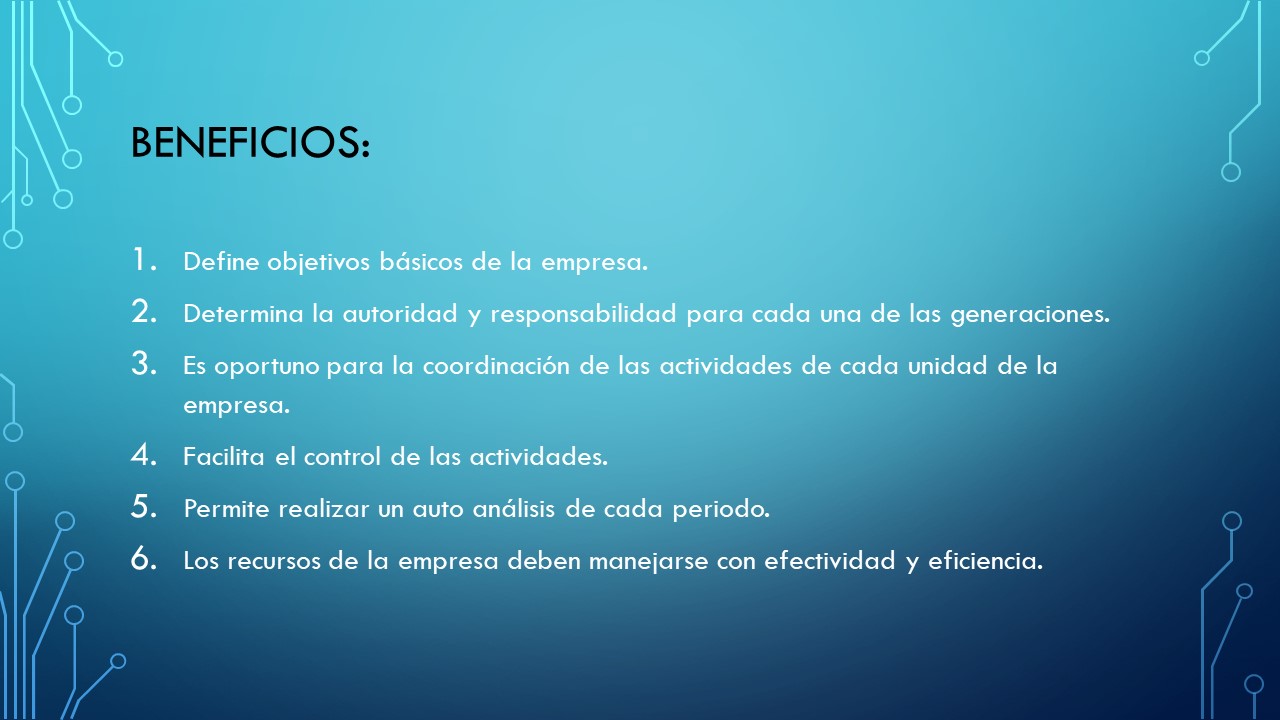 BENEFICIOS:
1. Define objetivos básicos de la empresa.
2. Determina la autoridad y responsabilidad para cada una de las generaciones.
3. Es oportuno para la coordinación de las actividades de cada unidad de la
empresa.
4. Facilita el control de las actividades.
5. Permite realizar un auto análisis de cada periodo.
6. Los recursos de la empresa deben manejarse con efectividad y eficiencia.